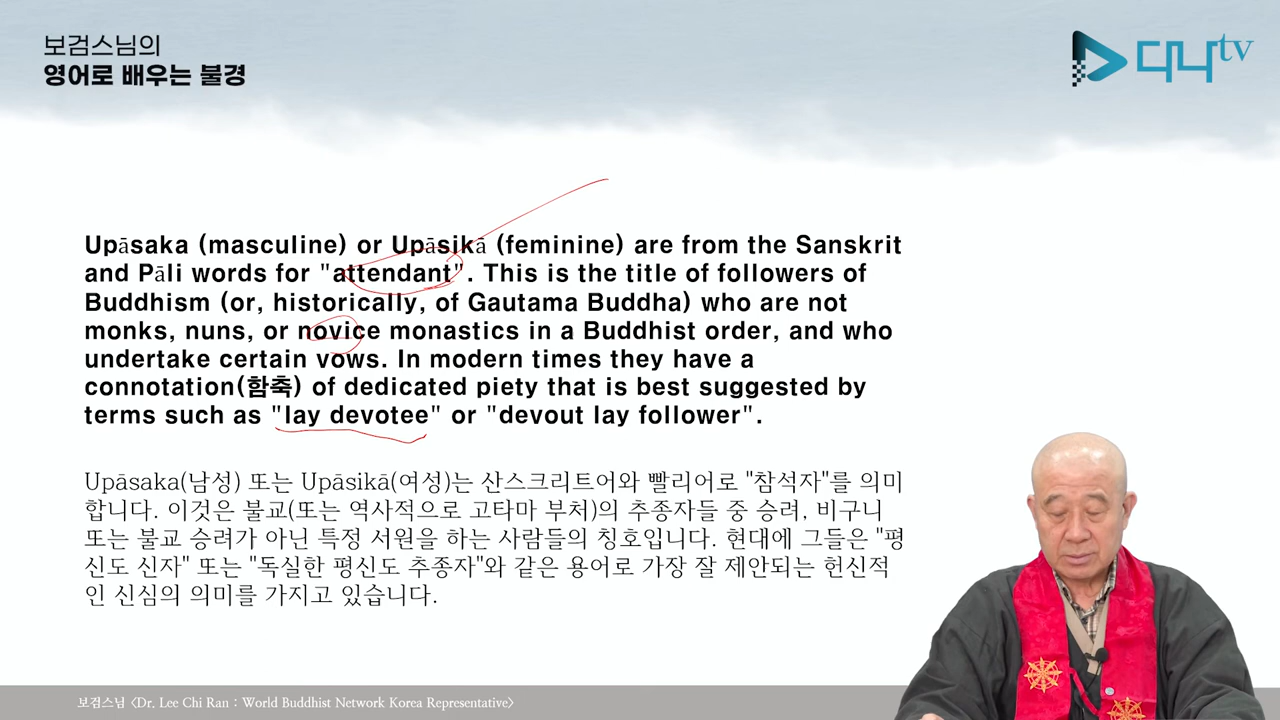 보검스님의
영어로 배우는 불경
디나tv
Upāsaka (masculine) or Upāsikā (feminine) are from the Sanskrit
and Pāli words for "attendant". This is the title of followers of
Buddhism (or, historically, of Gautama Buddha) who are not
monks, nuns, or novice monastics in a Buddhist order, and who
undertake certain vows. In modern times they have a
connotation(함축) of dedicated piety that is best suggested by
terms such as "lay devotee" or "devout lay follower".
Upāsaka(남성) 또는 Upāsikā(여성)는 산스크리트어와 빨리어로 "참석자"를 의미
합니다. 이것은 불교(또는 역사적으로 고타마 부처)의 추종자들 중 승려, 비구니
또는 불교 승려가 아닌 특정 서원을 하는 사람들의 칭호입니다. 현대에 그들은 "평
신도 신자" 또는 "독실한 평신도 추종자"와 같은 용어로 가장 잘 제안되는 헌신적
인 신심의 의미를 가지고 있습니다.
보검스님 <Dr. Lee Chi Ran : World Buddhist Network Korea Representative>